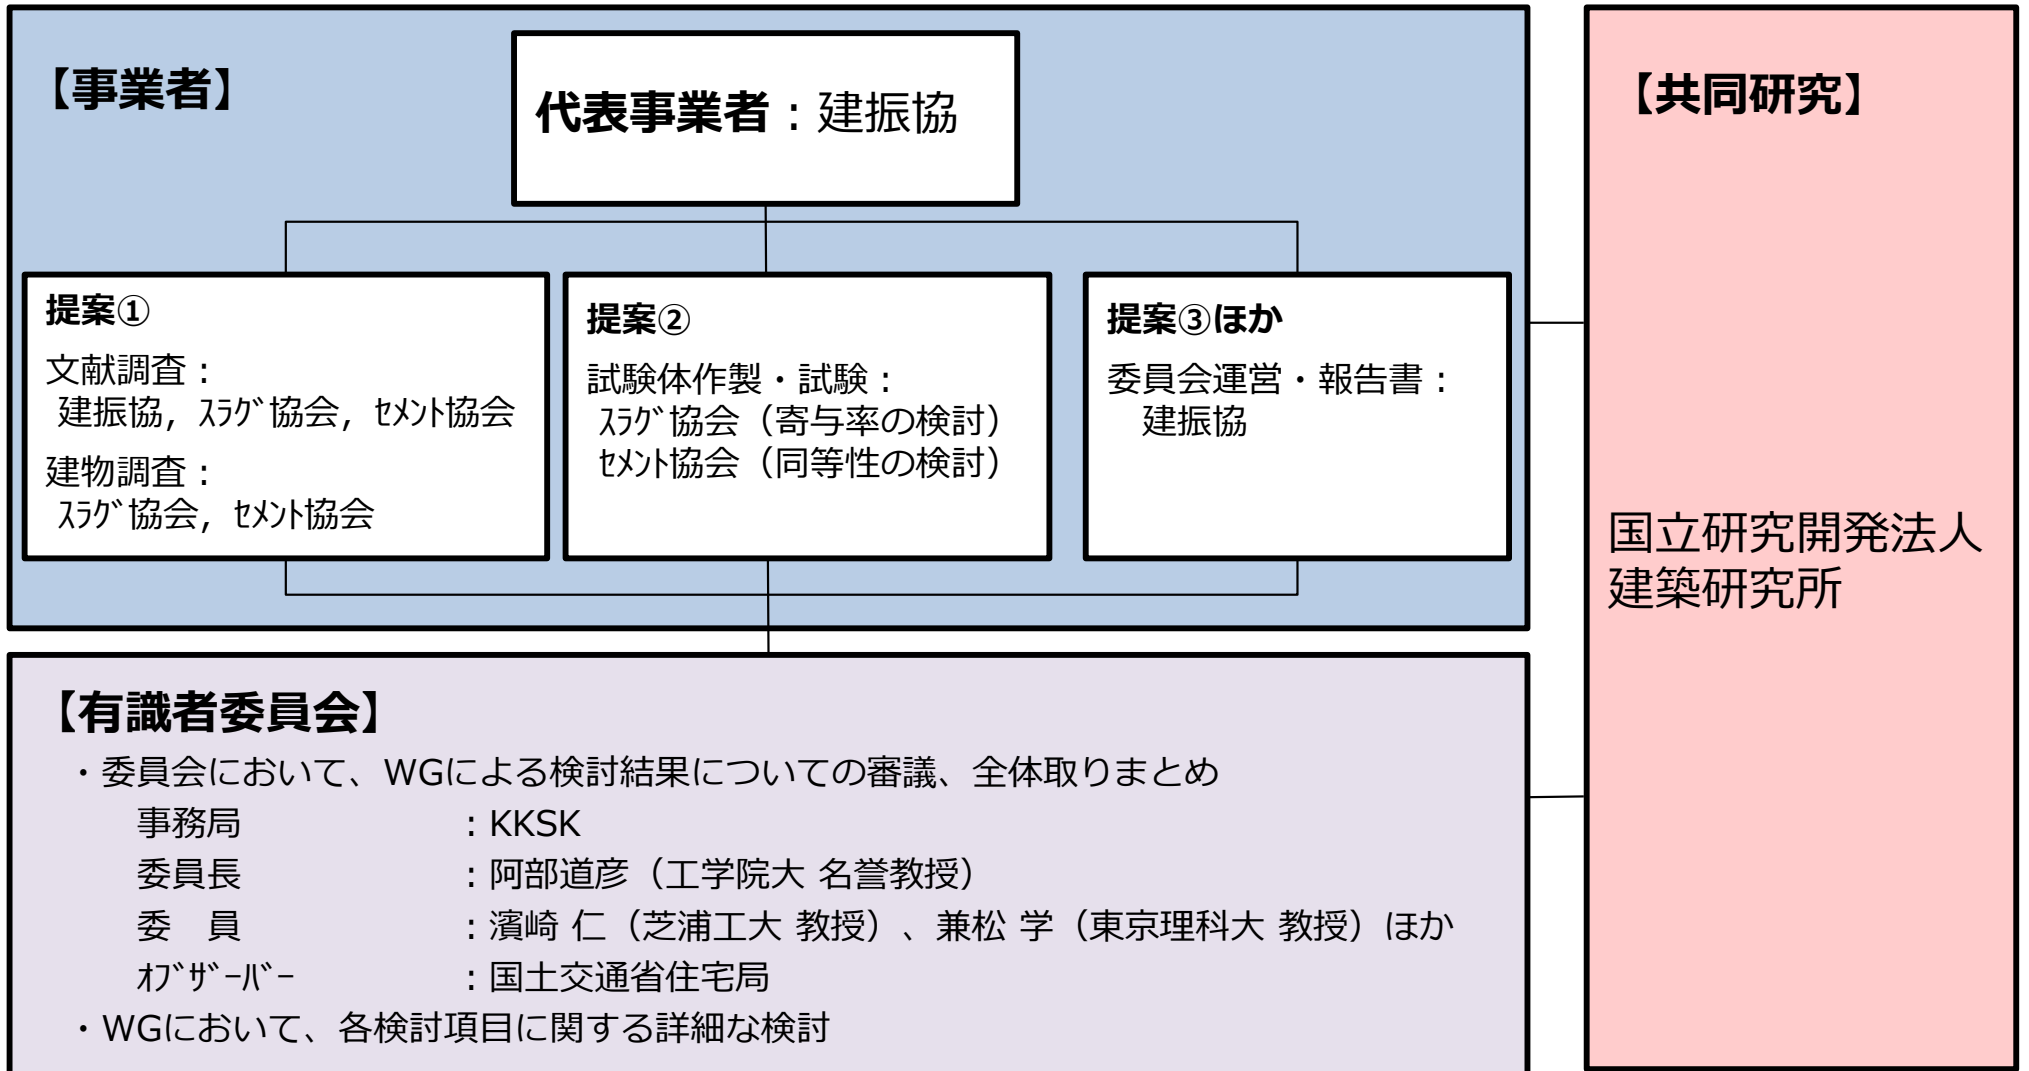 【事業者】
代表事業者：建振協
提案①
文献調査：
建振協，ｽﾗｸﾞ協会，ｾﾒﾝﾄ協会
建物調査：
ｽﾗｸﾞ協会，ｾﾒﾝﾄ協会
提案②
試験体作製・試験：
ｽﾗｸﾞ協会（寄与率の検討）
ｾﾒﾝﾄ協会（同等性の検討）
提案③ほか
委員会運営・報告書：
建振協
【共同研究】
国立研究開発法人
建築研究所
【有識者委員会】
・委員会において、WGによる検討結果についての審議、全体取りまとめ
事務局　：KKSK
委員長　：阿部道彦（工学院大 名誉教授）
委　員　：濱崎 仁（芝浦工大 教授）、兼松 学（東京理科大 教授）ほか
ｵﾌﾞｻﾞｰﾊﾞｰ　：国土交通省住宅局
・WGにおいて、各検討項目に関する詳細な検討